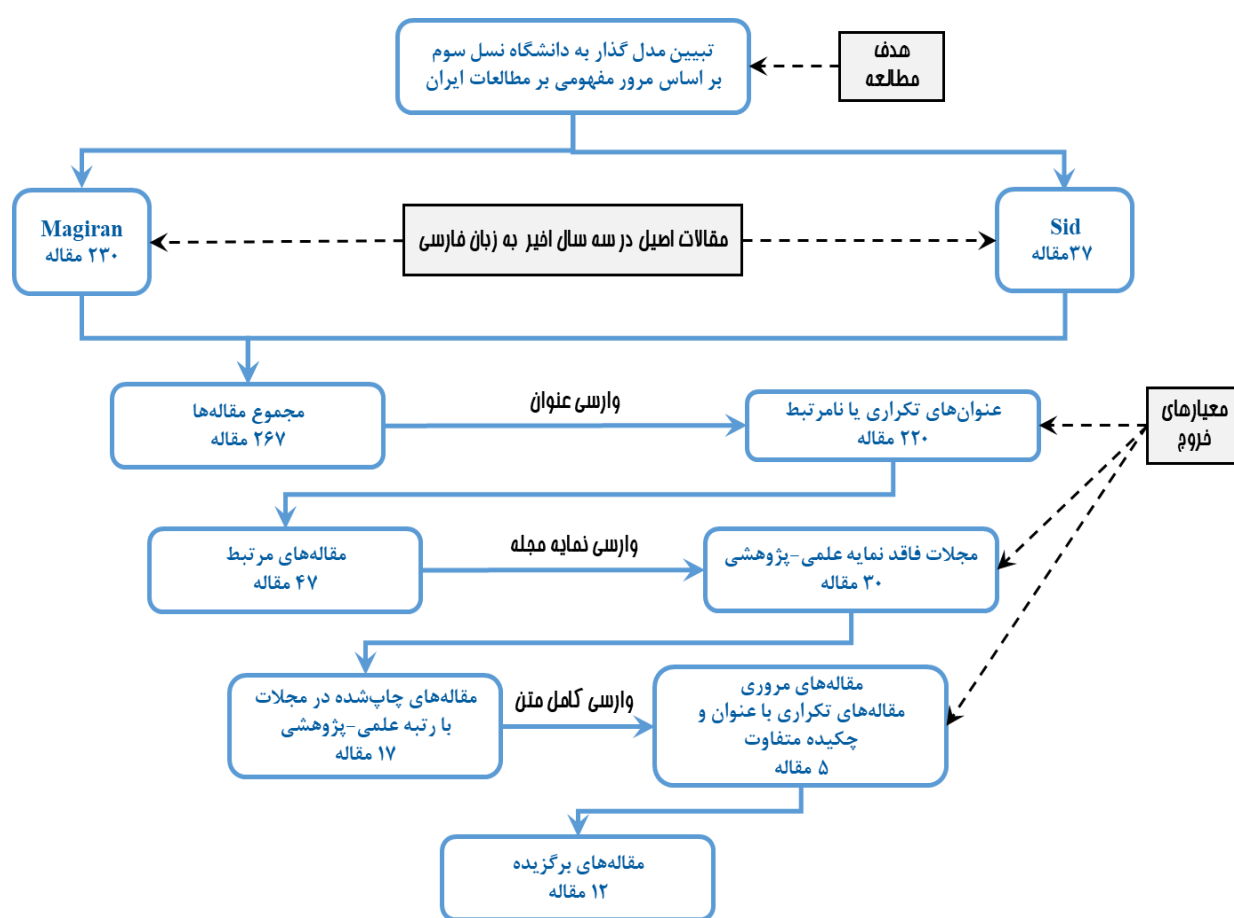 تبیین مدل گذار به دانشگاه نسل سوم
بر اساس مرور مفهومی بر مطالعات ایران
هدف
مطالعه
Magiran
۲۳۰ مقاله
مقالات اصیل در سه سال اخیر به زبان فارسی
Sid
۳۷مقاله
مجموع مقاله‌ها
۲۶۷ مقاله
وارسی عنوان
عنوان‌های تکراری یا نامرتبط
۲۲۰ مقاله
معیارهای
خروج
مقاله‌های مرتبط
۴۷ مقاله
وارسی نمایه مجله
مجلات فاقد نمایه علمی-پژوهشی
۳۰ مقاله
مقاله‌های چاپ‌شده در مجلات
با رتبه علمی-پژوهشی
۱۷ مقاله
وارسی کامل متن
مقاله‌های مروری
مقاله‌های تکراری با عنوان و
چکیده متفاوت
۵ مقاله
مقاله‌های برگزیده
۱۲ مقاله